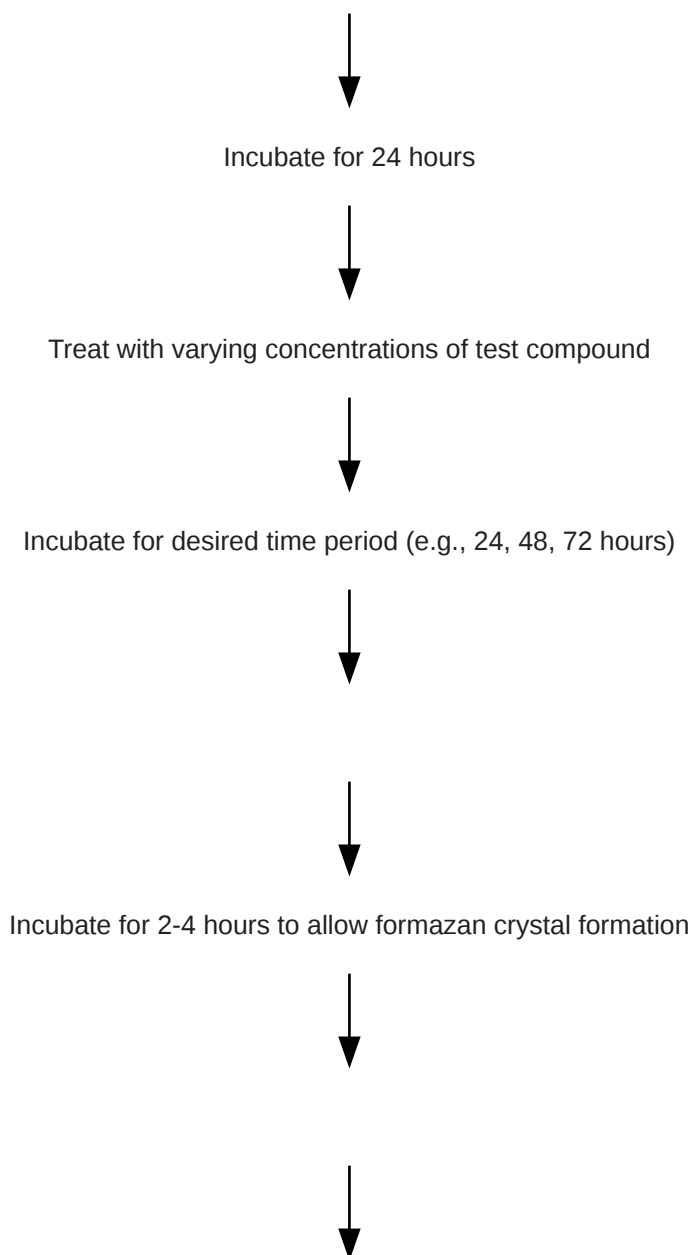 Incubate for 24 hours
Treat with varying concentrations of test compound
Incubate for desired time period (e.g., 24, 48, 72 hours)
Incubate for 2-4 hours to allow formazan crystal formation